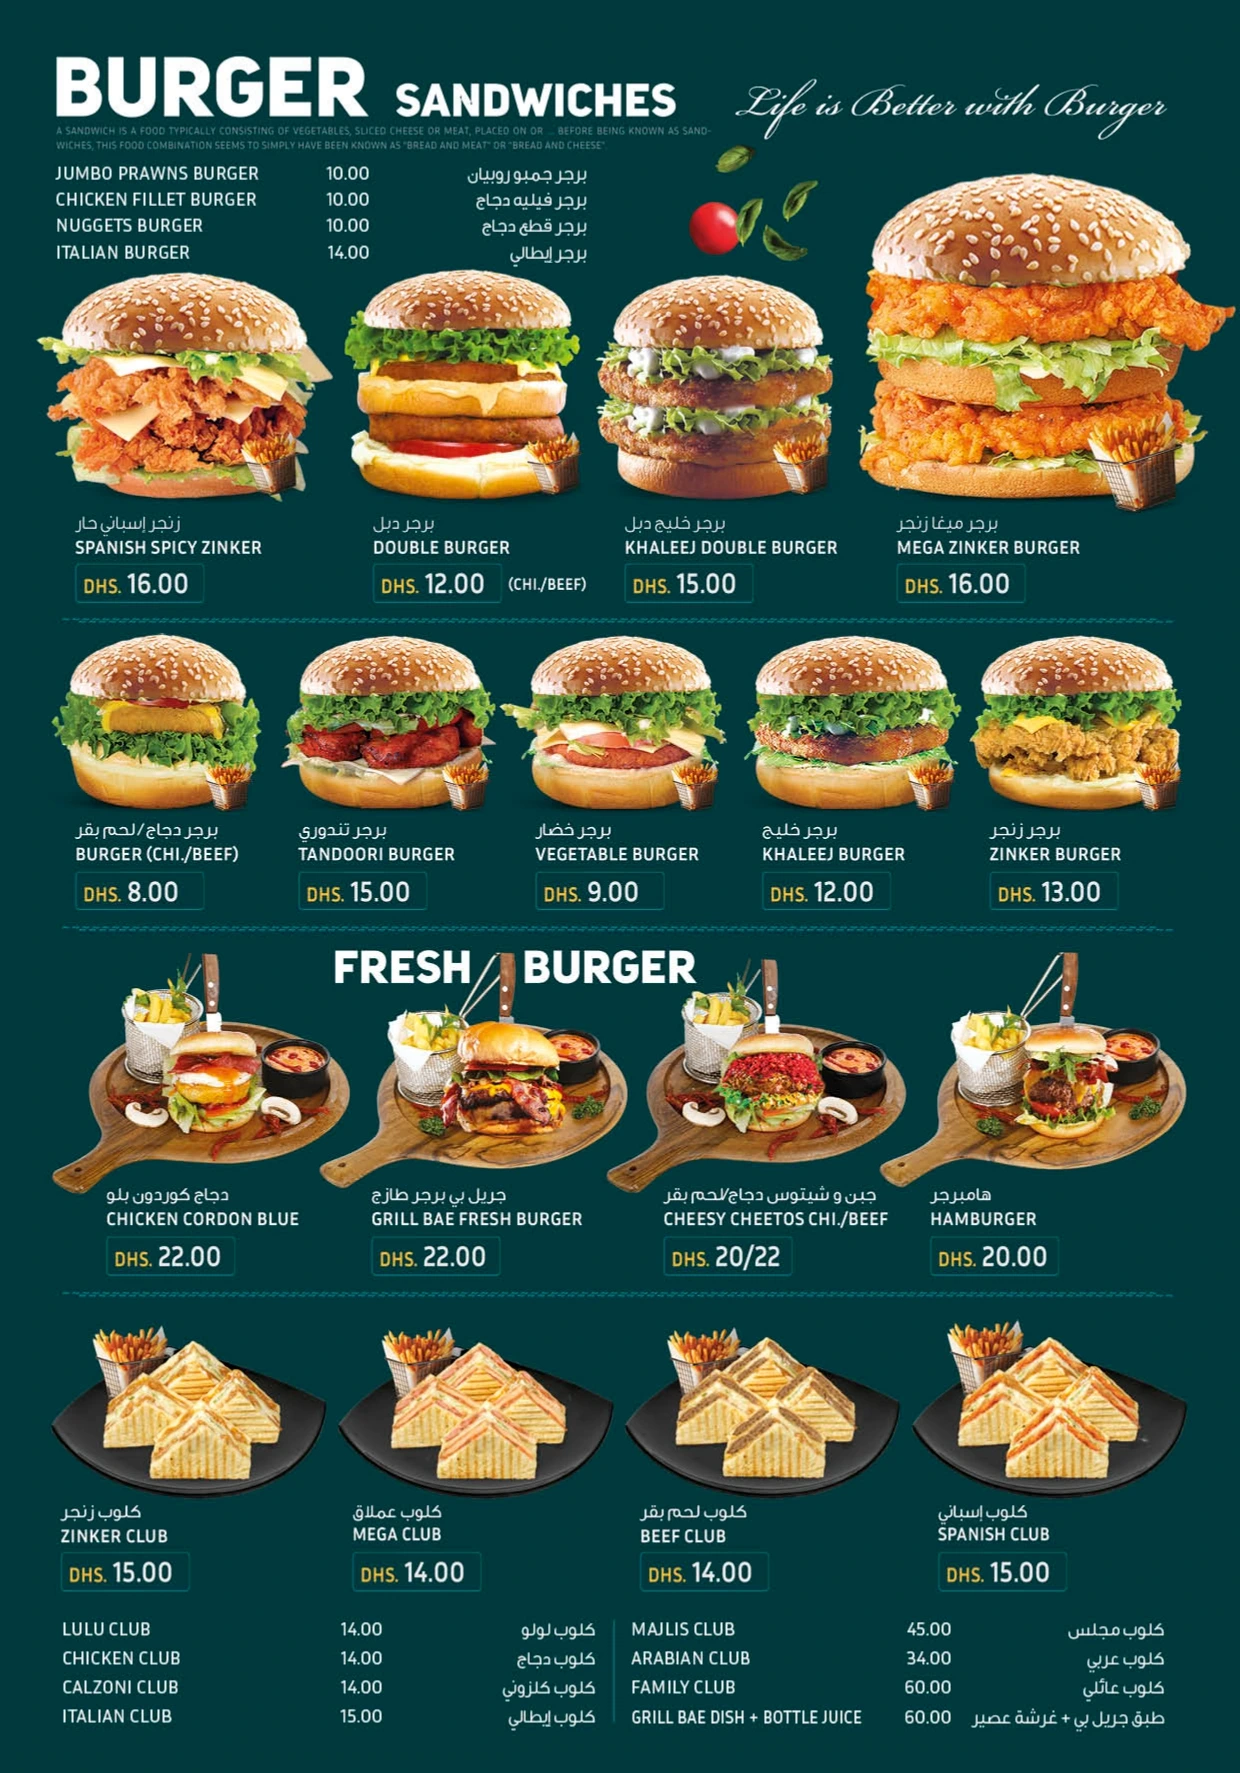 BURGER SANDWICHES
Life is Better with Burger
A SANDWICH IS A FOOD TYPICALLY CONSISTING OF VEGETABLES, SLICED CHEESE OR MEAT, PLACED ON OR ... BEFORE BEING KNOWN AS SAND-
WICHES, THIS FOOD COMBINATION SEEMS TO SIMPLY HAVE BEEN KNOWN AS "BREAD AND MEAT" OR "BREAD AND CHEESE".
JUMBO PRAWNS BURGER 10.00 برجر جمبو روبيان
CHICKEN FILLET BURGER 10.00 برجر فيليه دجاج
NUGGETS BURGER 10.00 برجر قطع دجاج
ITALIAN BURGER 14.00 برجر إيطالي
زنجر إسباني حار
SPANISH SPICY ZINKER
DHS. 16.00
برجر دبل
DOUBLE BURGER
DHS. 12.00 (CHI./BEEF)
برجر خليج دبل
KHALEEJ DOUBLE BURGER
DHS. 15.00
برجر ميغا زنجر
MEGA ZINKER BURGER
DHS. 16.00
برجر دجاج/لحم بقر
BURGER (CHI./BEEF)
DHS. 8.00
برجر تندوري
TANDOORI BURGER
DHS. 15.00
برجر خضار
VEGETABLE BURGER
DHS. 9.00
برجر خليج
KHALEEJ BURGER
DHS. 12.00
برجر زنجر
ZINKER BURGER
DHS. 13.00
FRESH BURGER
دجاج كوردون بلو
CHICKEN CORDON BLUE
DHS. 22.00
جريل بي برجر طازج
GRILL BAE FRESH BURGER
DHS. 22.00
جبن و شيتوس دجاج/لحم بقر
CHEESY CHEETOS CHI./BEEF
DHS. 20/22
هامبرجر
HAMBURGER
DHS. 20.00
كلوب زنجر
ZINKER CLUB
DHS. 15.00
كلوب عملاق
MEGA CLUB
DHS. 14.00
كلوب لحم بقر
BEEF CLUB
DHS. 14.00
كلوب إسباني
SPANISH CLUB
DHS. 15.00
LULU CLUB 14.00 كلوب لولو
CHICKEN CLUB 14.00 كلوب دجاج
CALZONI CLUB 14.00 كلوب كلزوني
ITALIAN CLUB 15.00 كلوب إيطالي
MAJLIS CLUB 45.00 كلوب مجلس
ARABIAN CLUB 34.00 كلوب عربي
FAMILY CLUB 60.00 كلوب عائلي
GRILL BAE DISH + BOTTLE JUICE 60.00 طبق جريل بي + غرشة عصير